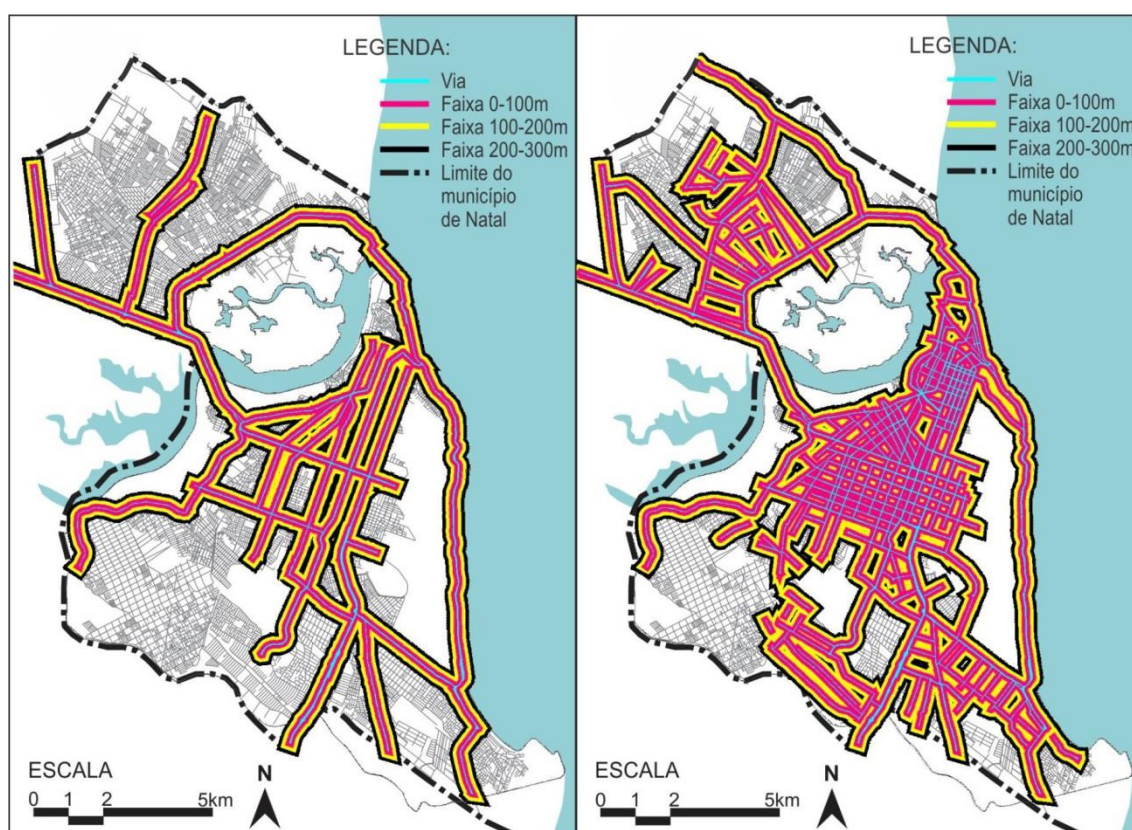 LEGENDA:
Via
Faixa 0-100m
Faixa 100-200m
Faixa 200-300m
Limite do
município
de Natal
ESCALA
0 1 2 5km
N
LEGENDA:
Via
Faixa 0-100m
Faixa 100-200m
Faixa 200-300m
Limite do
município
de Natal
ESCALA
0 1 2 5km
N